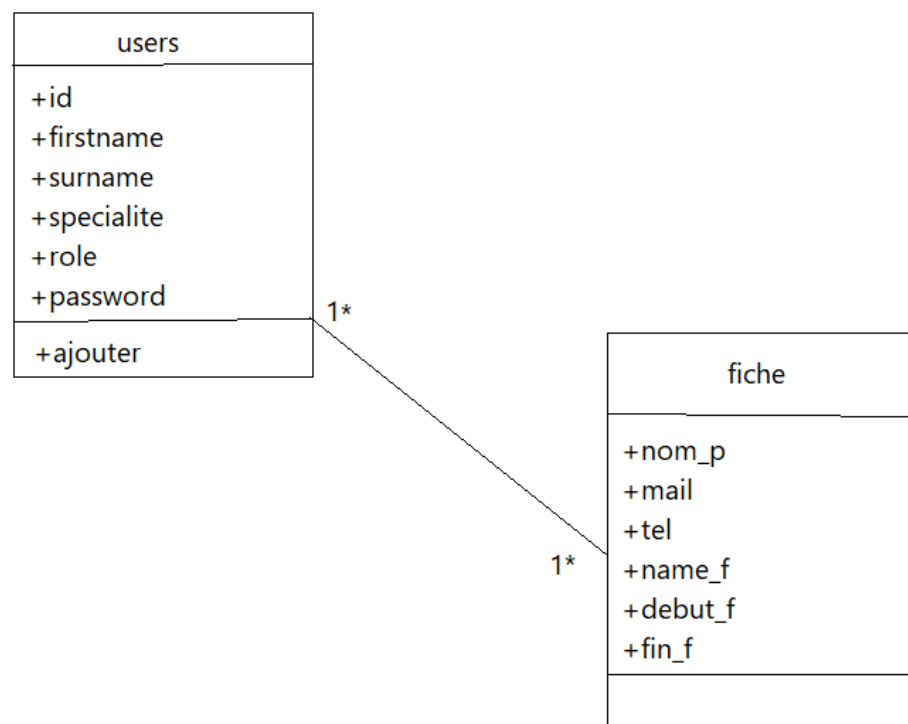 users
+id
+firstname
+surname
+specialite
+role
+password
1*
+ajouter
fiche
+nom_p
+mail
+tel
1*
+name_f
+debut_f
+fin_f